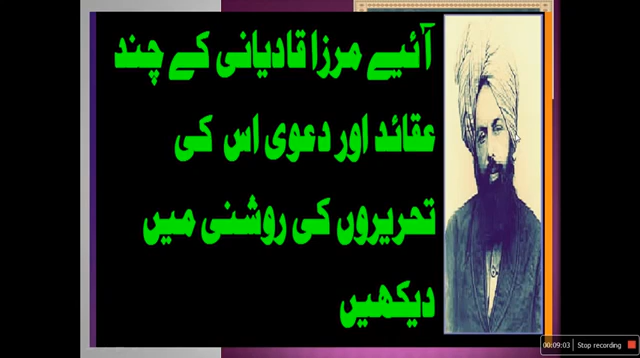 آئیے مرزا قادیانی کے چند
عقائد اور دعوی اس کی
تحریروں کی روشنی میں
دیکھیں
00:09:03 Stop recording